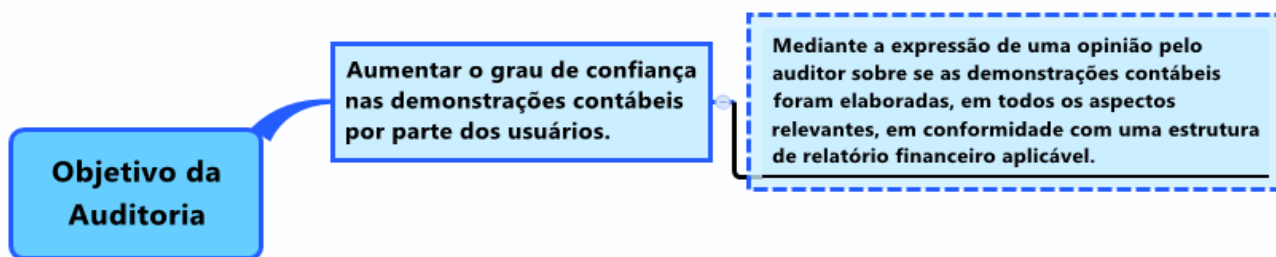 Objetivo da
Auditoria
Aumentar o grau de confiança
nas demonstrações contábeis
por parte dos usuários.
Mediante a expressão de uma opinião pelo
auditor sobre se as demonstrações contábeis
foram elaboradas, em todos os aspectos
relevantes, em conformidade com uma estrutura
de relatório financeiro aplicável.